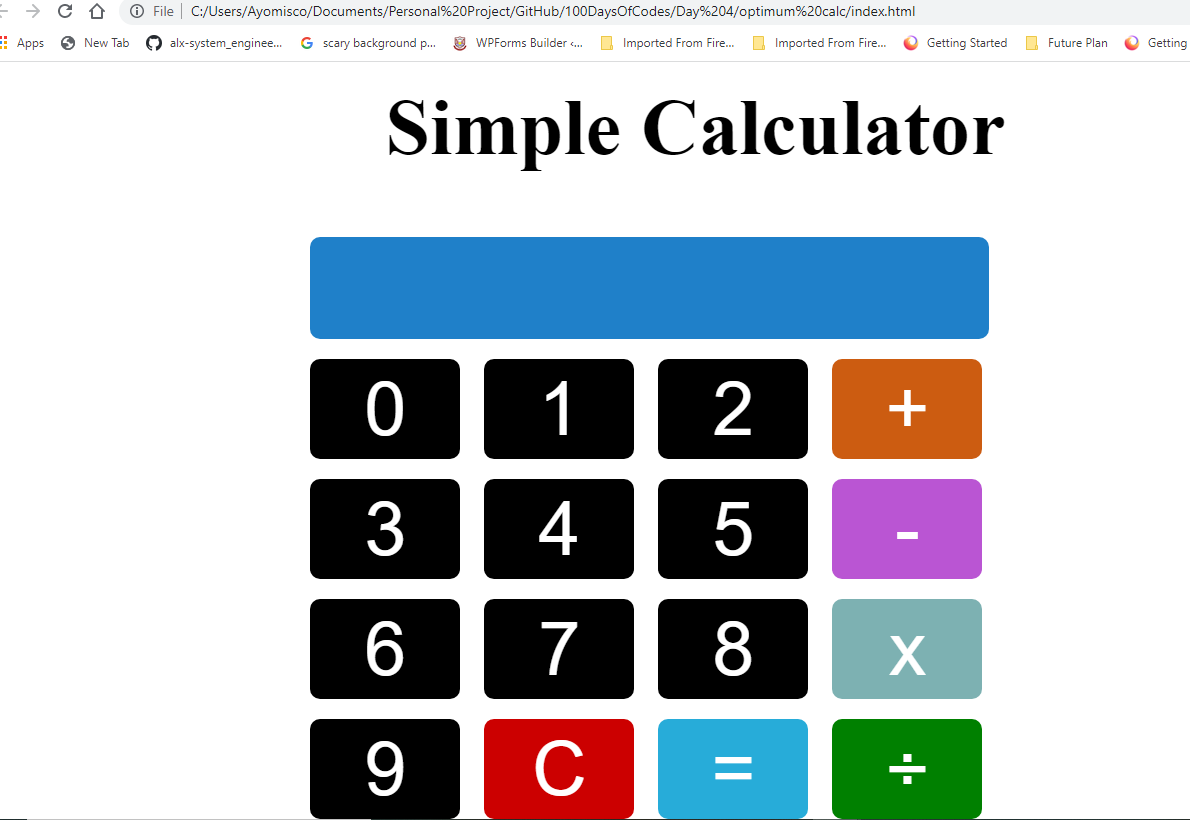 File | C:/Users/Ayomisco/Documents/Personal%20Project/GitHub/100DaysOfCodes/Day%204/optimum%20calc/index.html
Apps New Tab alx-system_enginee... scary background p... WPForms Builder ‹... Imported From Fire... Imported From Fire... Getting Started Future Plan Getting
Simple Calculator
0 1 2 +
3 4 5 -
6 7 8 x
9 C = ÷